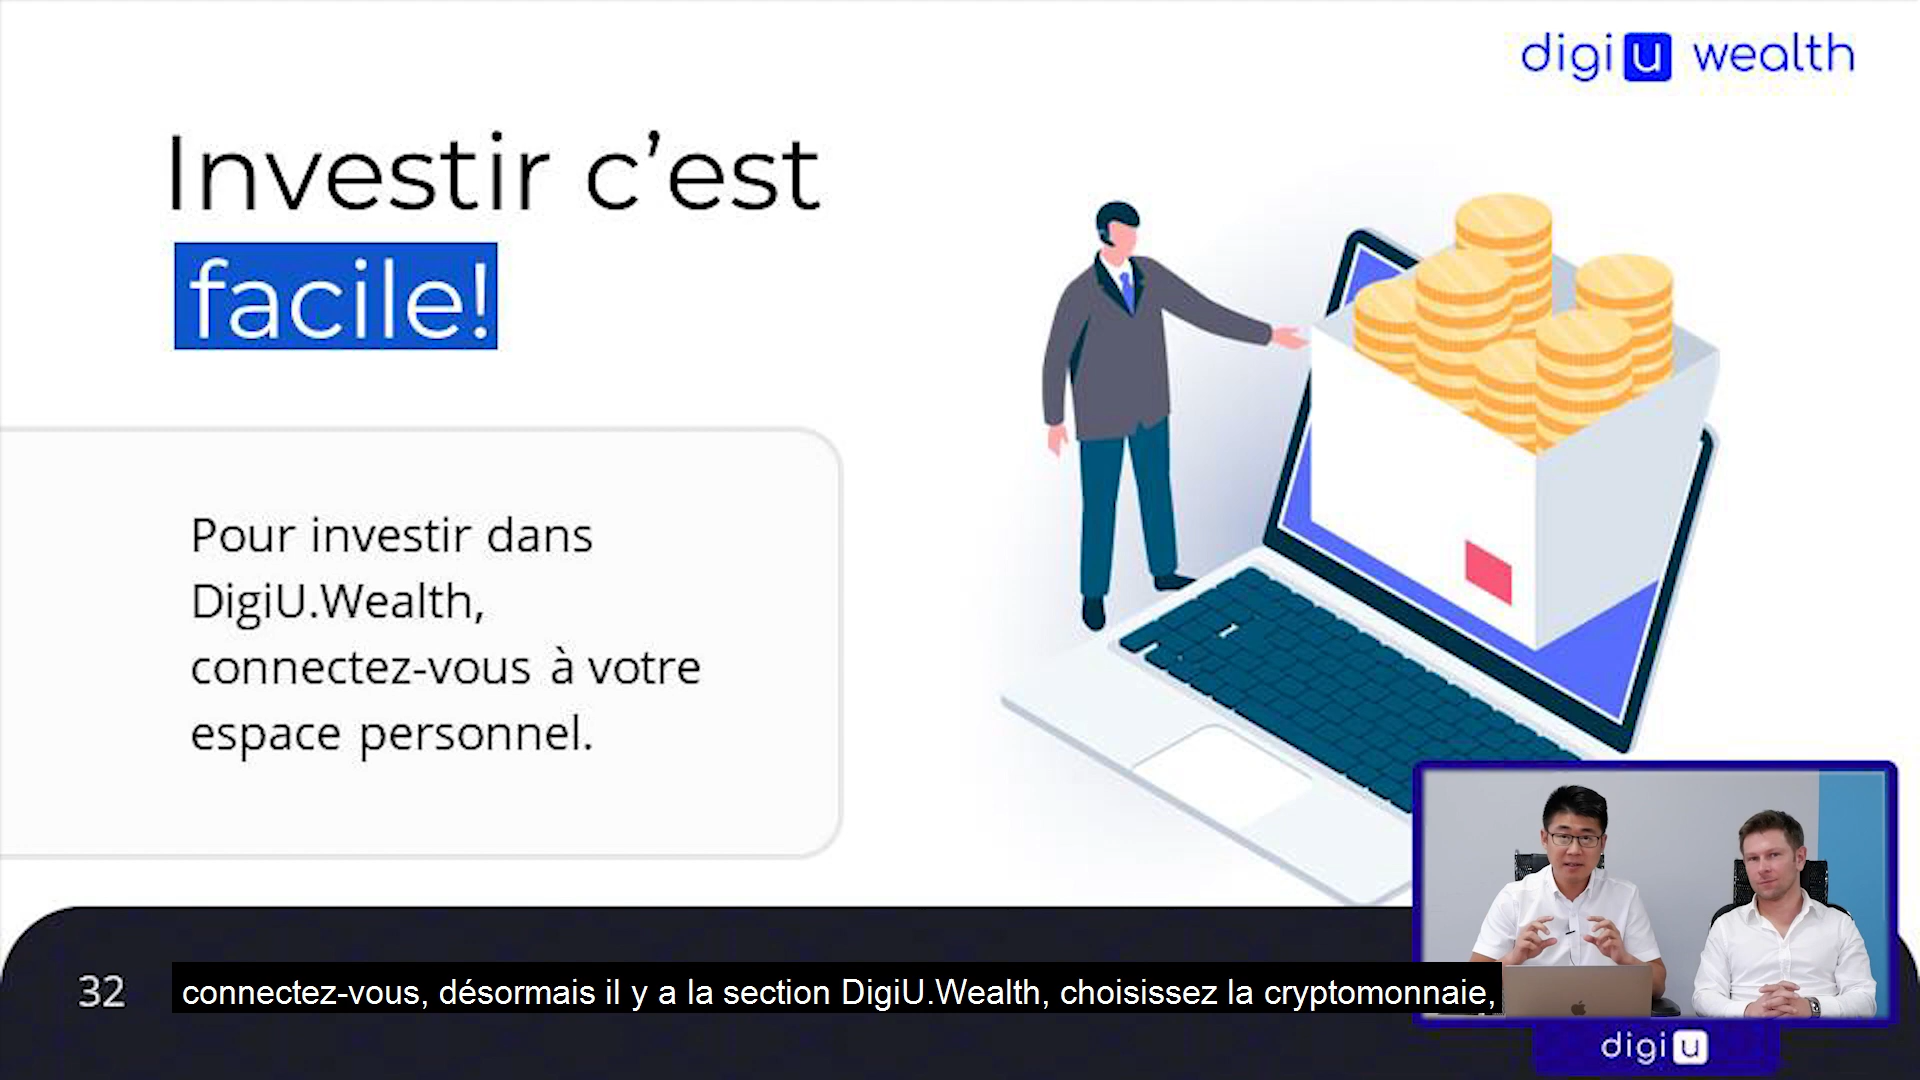 digi u wealth
Investir c’est
facile!
Pour investir dans
DigiU.Wealth,
connectez-vous à votre
espace personnel.
32
connectez-vous, désormais il y a la section DigiU.Wealth, choisissez la cryptomonnaie,
digi u